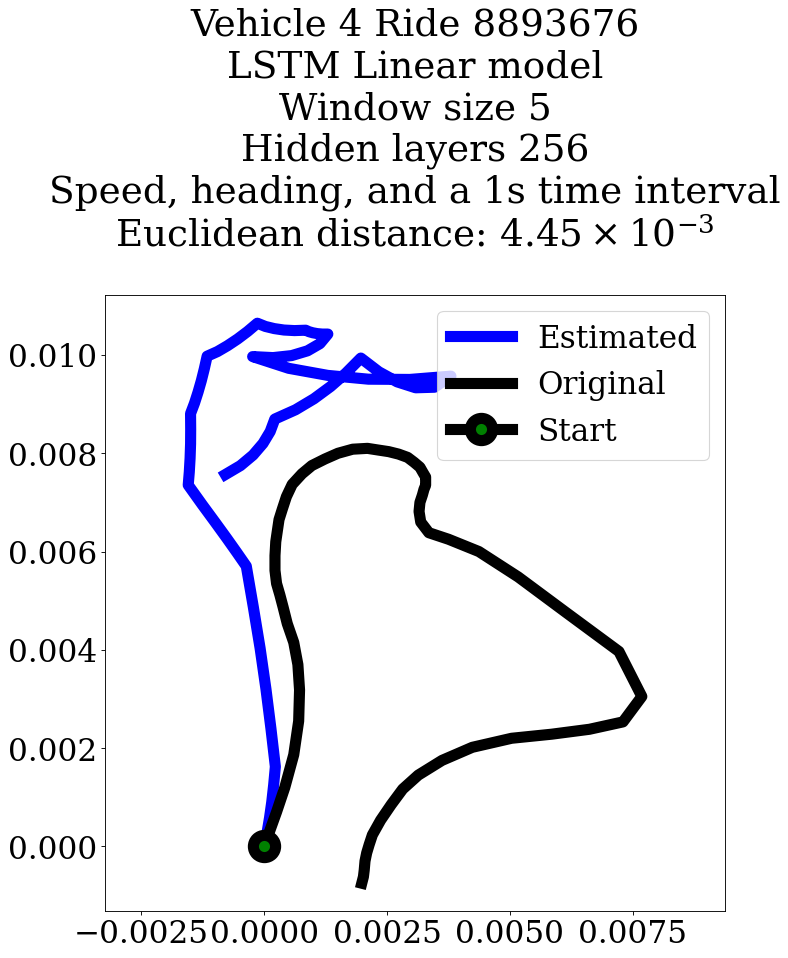 Vehicle 4 Ride 8893676
LSTM Linear model
Window size 5
Hidden layers 256
Speed, heading, and a 1s time interval
Euclidean distance: 4.45 × 10⁻³
Estimated
Original
Start
0.010
0.008
0.006
0.004
0.002
0.000
−0.0025 0.0000 0.0025 0.0050 0.0075